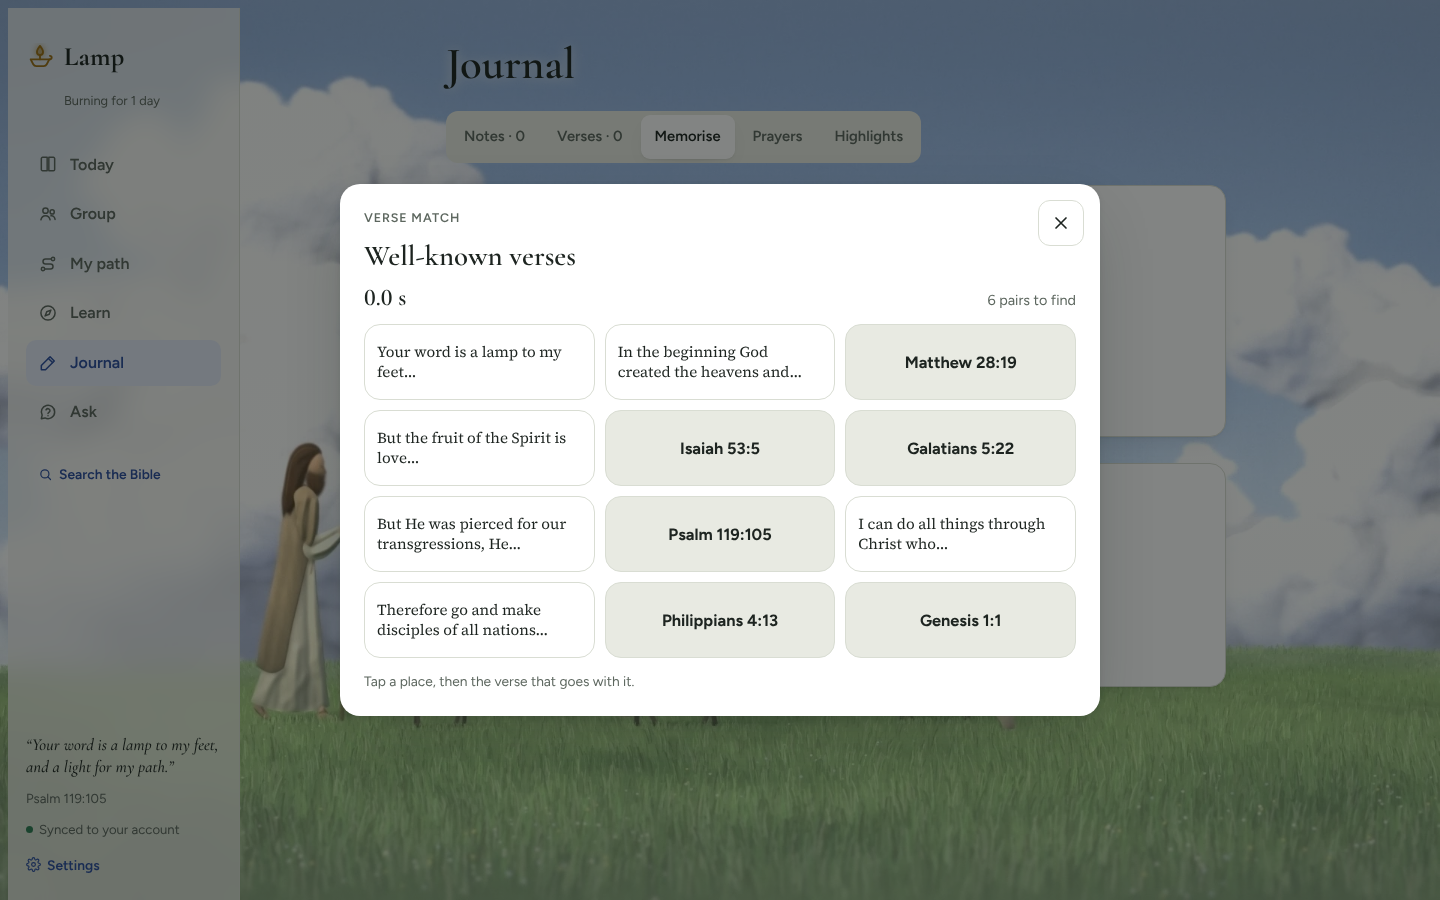 Lamp
Burning for 1 day
Today
Group
My path
Learn
Journal
Ask
Search the Bible
“Your word is a lamp to my feet,
and a light for my path.”
Psalm 119:105
Synced to your account
Settings
Journal
Notes · 0
Verses · 0
Memorise
Prayers
Highlights
VERSE MATCH
Well-known verses
0.0 s
6 pairs to find
Your word is a lamp to my
feet...
In the beginning God
created the heavens and...
Matthew 28:19
But the fruit of the Spirit is
love...
Isaiah 53:5
Galatians 5:22
But He was pierced for our
transgressions, He...
Psalm 119:105
I can do all things through
Christ who...
Therefore go and make
disciples of all nations...
Philippians 4:13
Genesis 1:1
Tap a place, then the verse that goes with it.